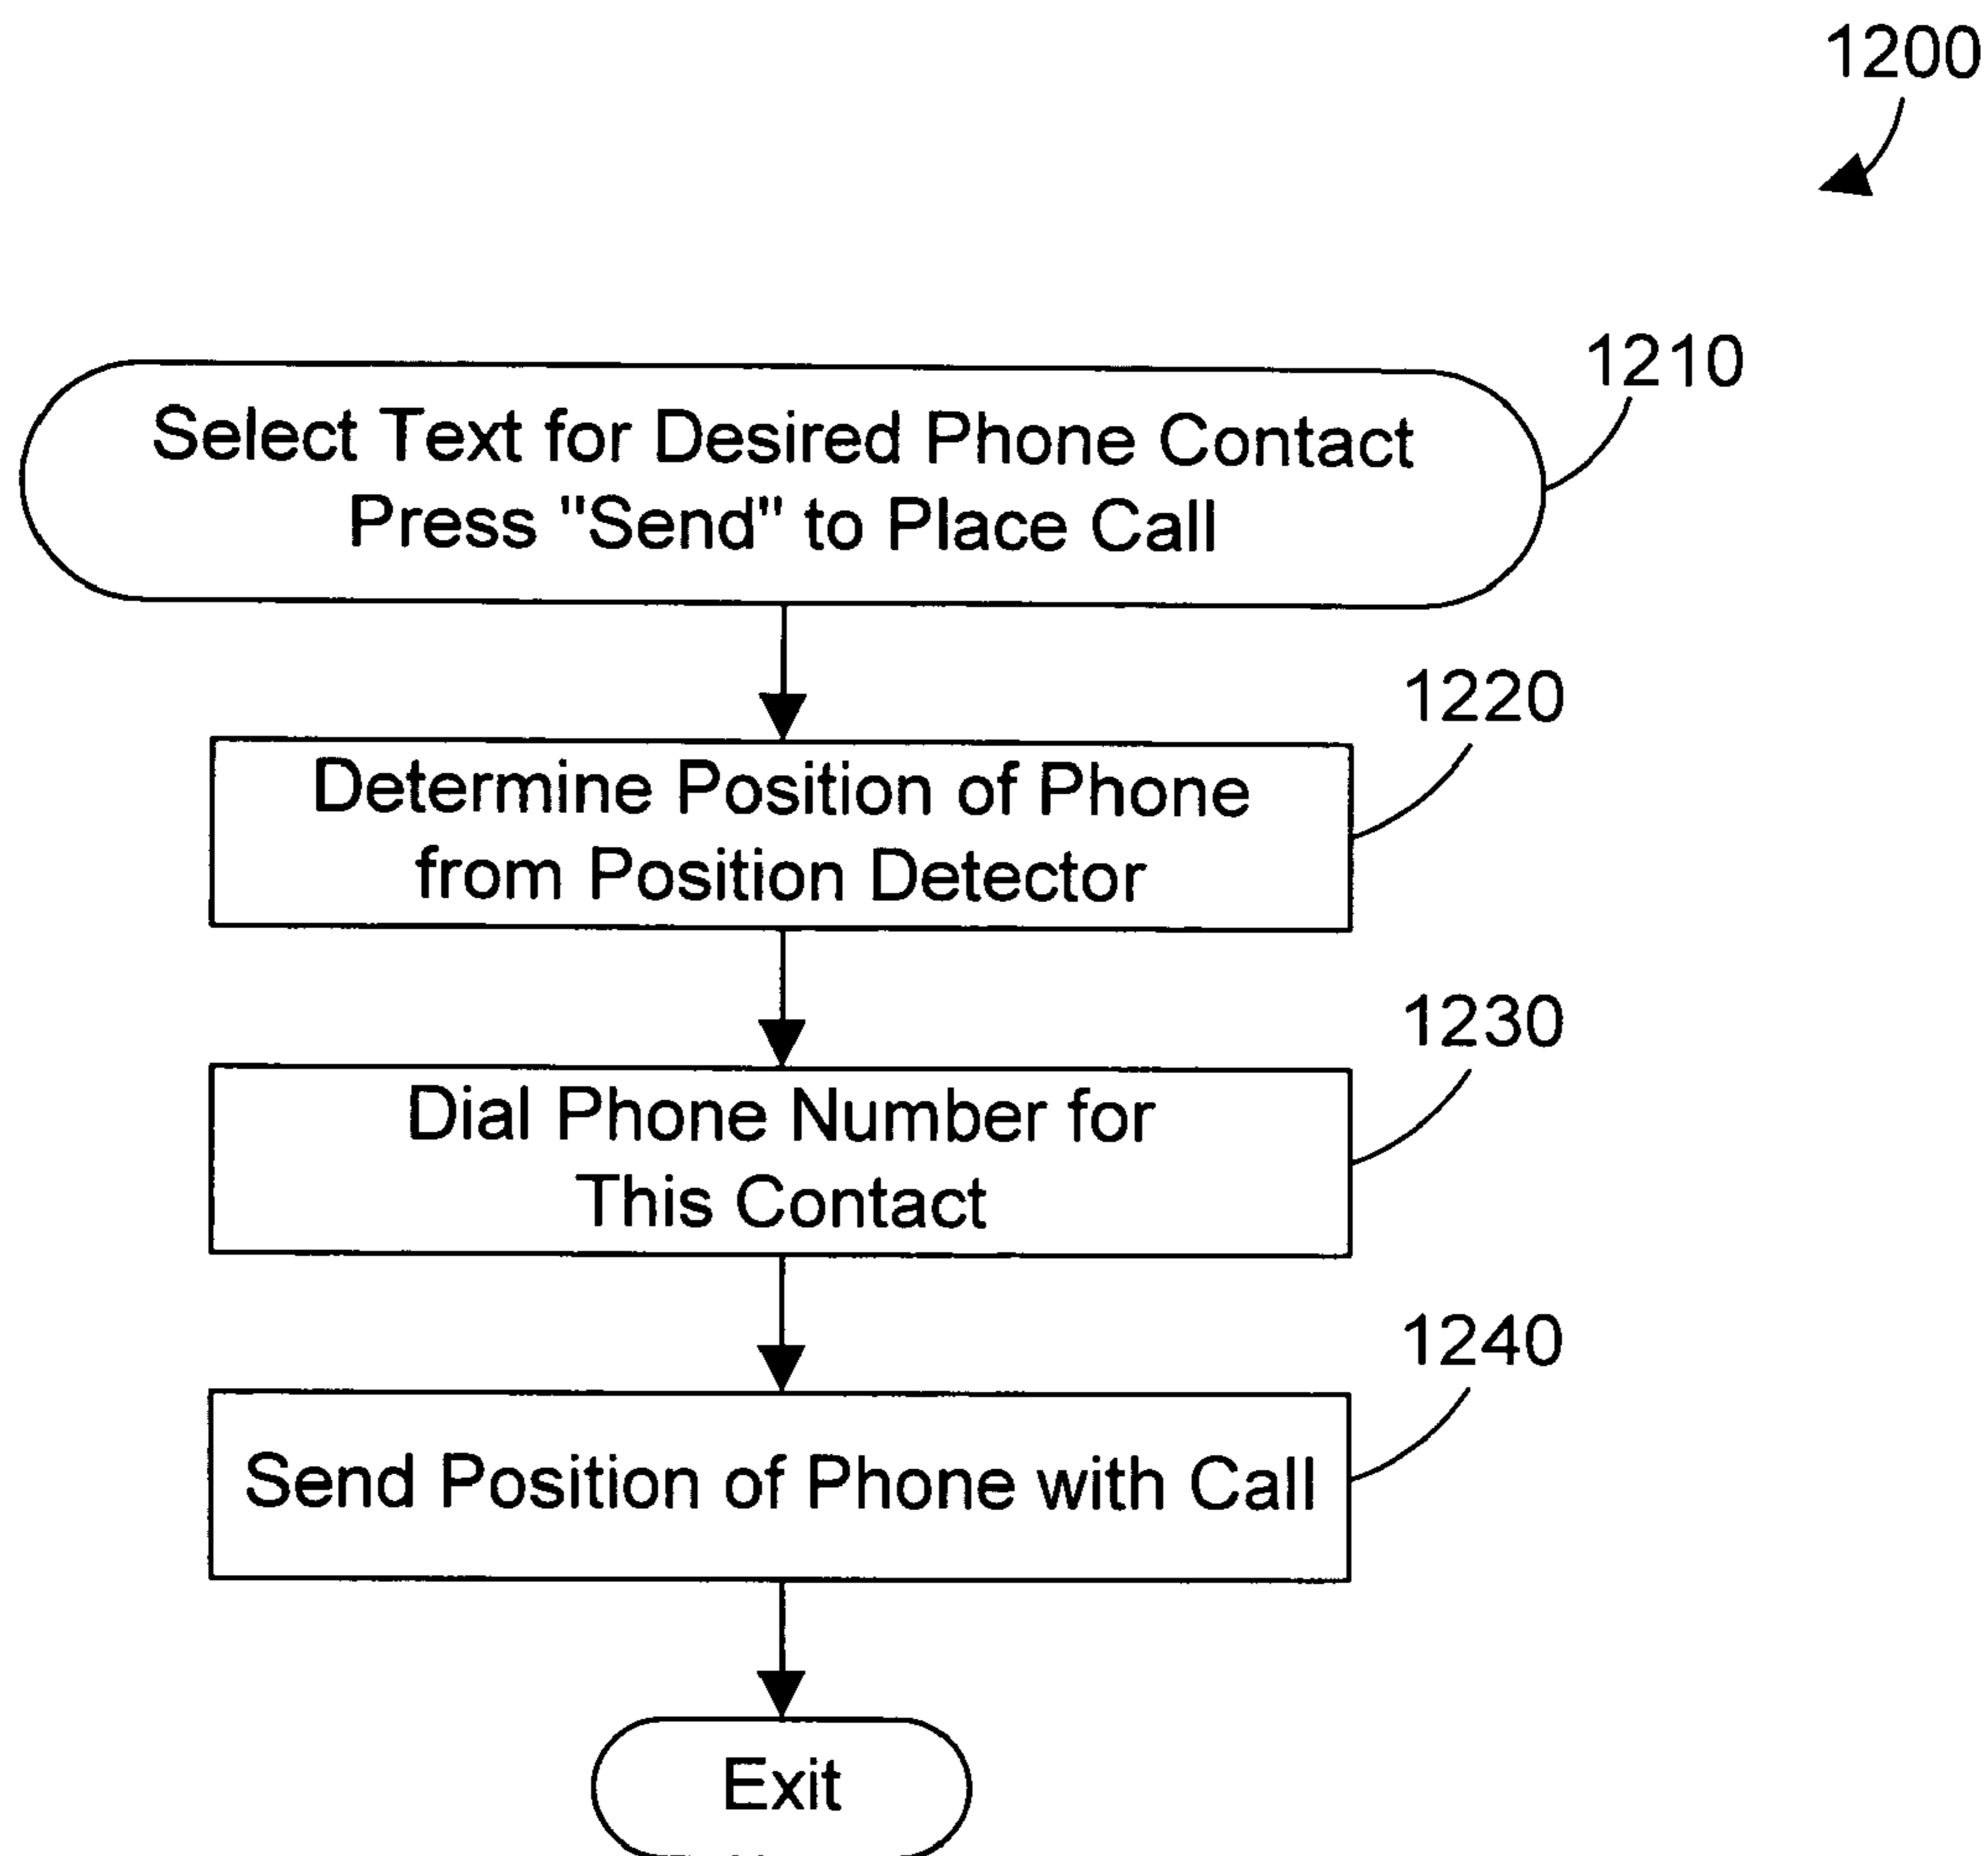 1200
1210
Select Text for Desired Phone Contact
Press "Send" to Place Call
1220
Determine Position of Phone
from Position Detector
1230
Dial Phone Number for
This Contact
1240
Send Position of Phone with Call
Exit